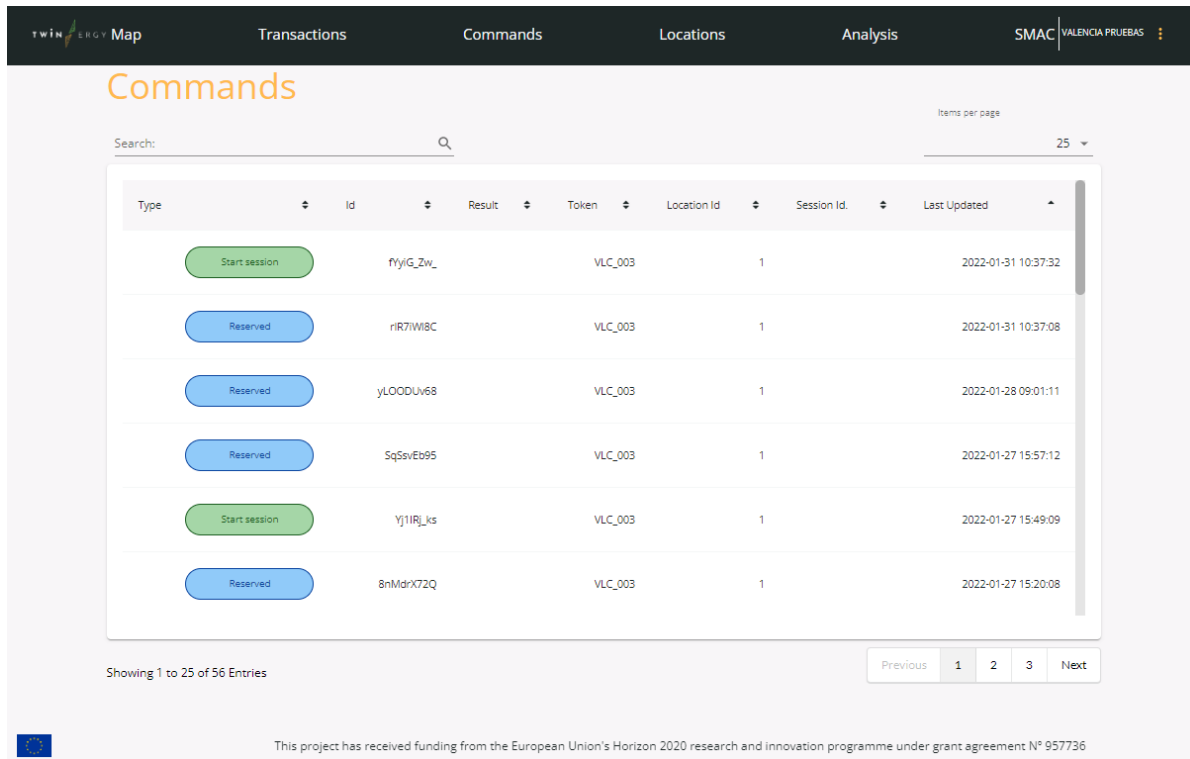 TWINERGY Map Transactions Commands Locations Analysis SMAC VALENCIA PRUEBAS
Commands
Items per page
Search: 25
Type Id Result Token Location Id Session Id. Last Updated
Start session fYyiG_Zw_ VLC_003 1 2022-01-31 10:37:32
Reserved rIR7iWI8C VLC_003 1 2022-01-31 10:37:08
Reserved yLOODUv68 VLC_003 1 2022-01-28 09:01:11
Reserved SqSsvEb95 VLC_003 1 2022-01-27 15:57:12
Start session Yj1IRj_ks VLC_003 1 2022-01-27 15:49:09
Reserved 8nMdrX72Q VLC_003 1 2022-01-27 15:20:08
Showing 1 to 25 of 56 Entries Previous 1 2 3 Next
This project has received funding from the European Union's Horizon 2020 research and innovation programme under grant agreement Nº 957736